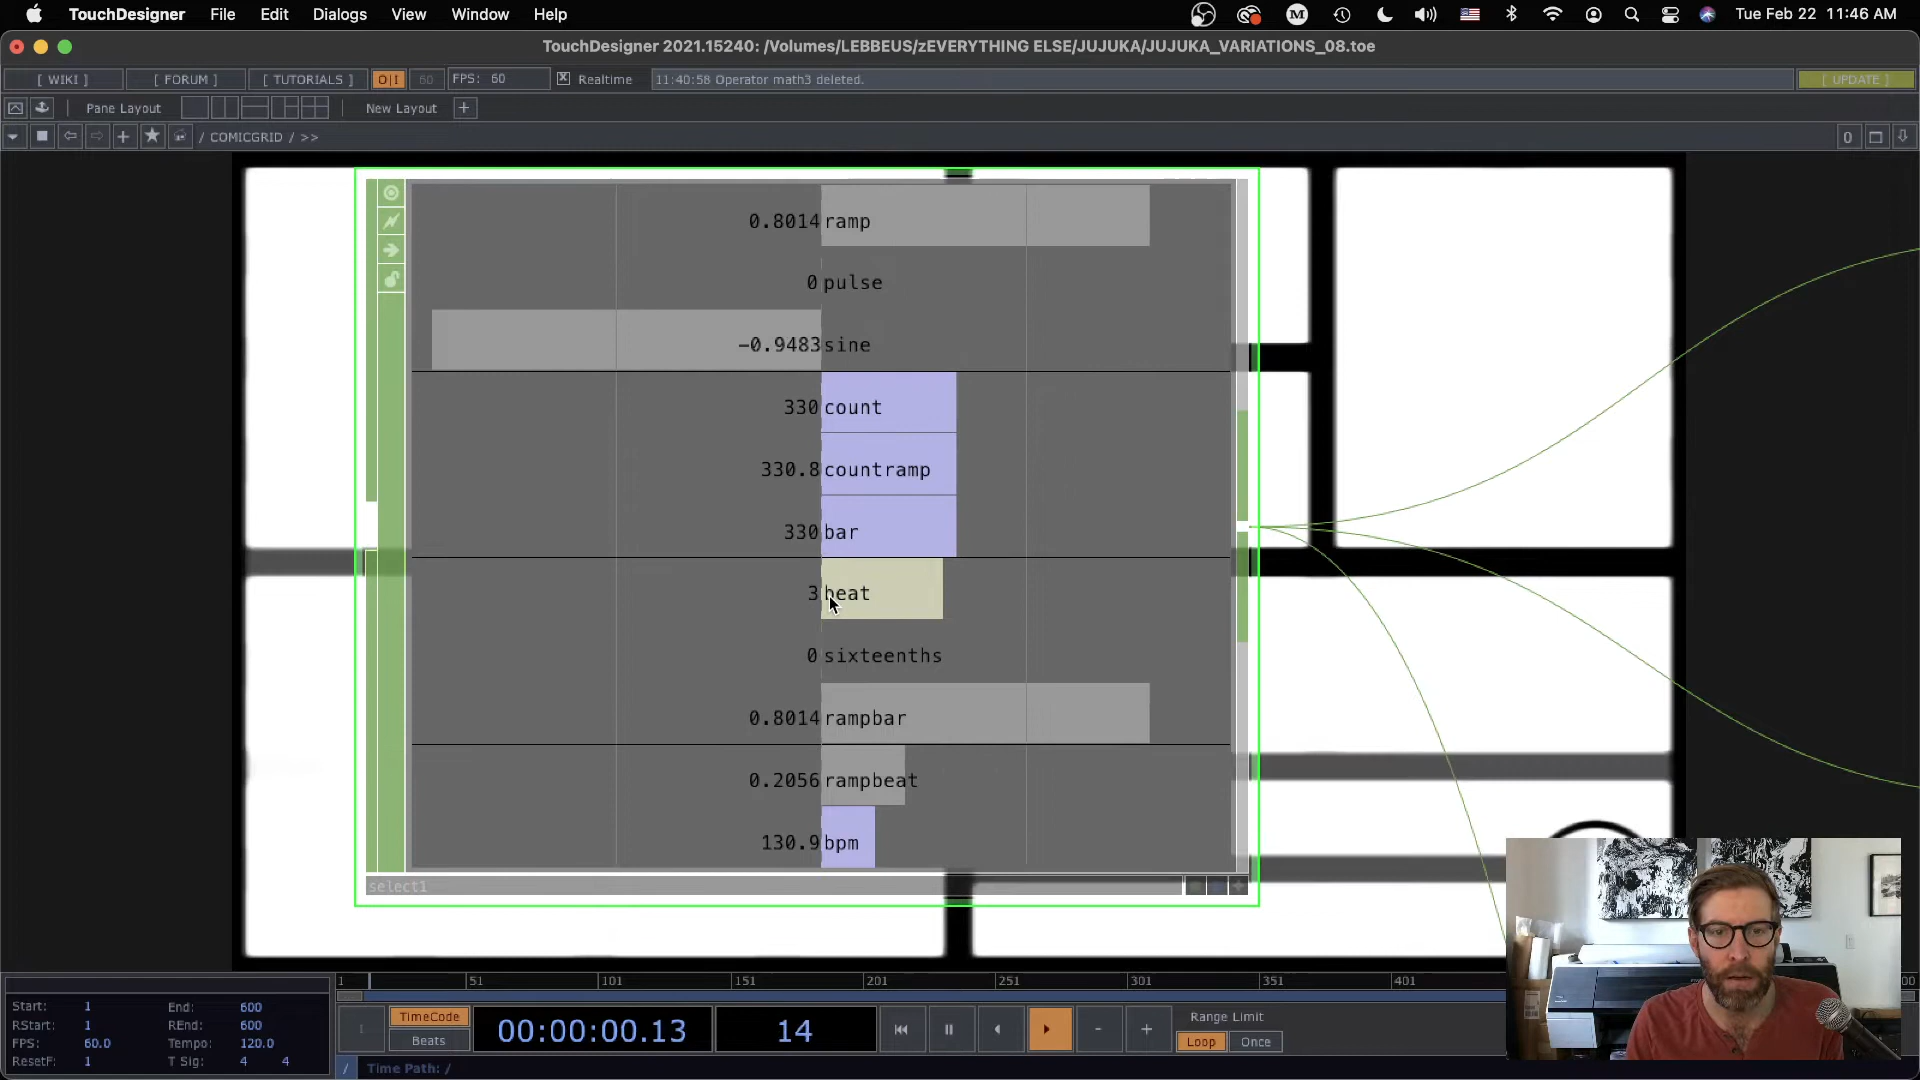 TouchDesigner File Edit Dialogs View Window Help Tue Feb 22 11:46 AM
TouchDesigner 2021.15240: /Volumes/LEBBEUS/zEVERYTHING ELSE/JUJUKA/JUJUKA_VARIATIONS_08.toe
[ WIKI ] [ FORUM ] [ TUTORIALS ] O|I 60 FPS: 60 Realtime 11:40:58 Operator math3 deleted. [ UPDATE ]
Pane Layout New Layout +
/ COMICGRID / >> 0
0.8014 ramp
0 pulse
-0.9483 sine
330 count
330.8 countramp
330 bar
3 beat
0 sixteenths
0.8014 rampbar
0.2056 rampbeat
130.9 bpm
select1
1 51 101 151 201 251 301 351 401
Start: 1 End: 600
RStart: 1 REnd: 600
FPS: 60.0 Tempo: 120.0
ResetF: 1 T Sig: 4 4
TimeCode
Beats
00:00:00.13
14
- +
Range Limit
Loop Once
/ Time Path: /